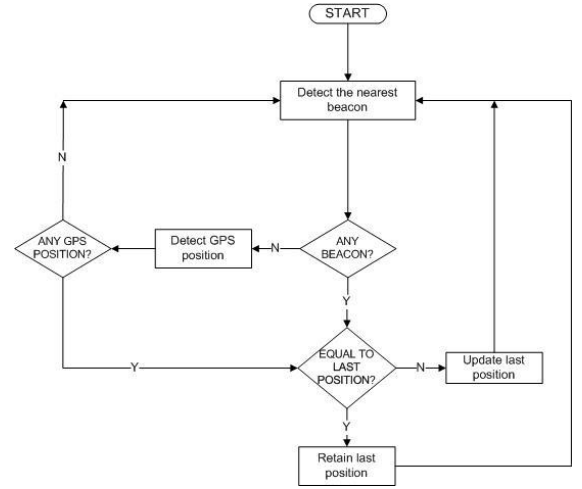 START
Detect the nearest
beacon
N
ANY GPS
POSITION?
Detect GPS
position
N
ANY
BEACON?
Y
Y
EQUAL TO
LAST
POSITION?
N
Update last
position
Y
Retain last
position